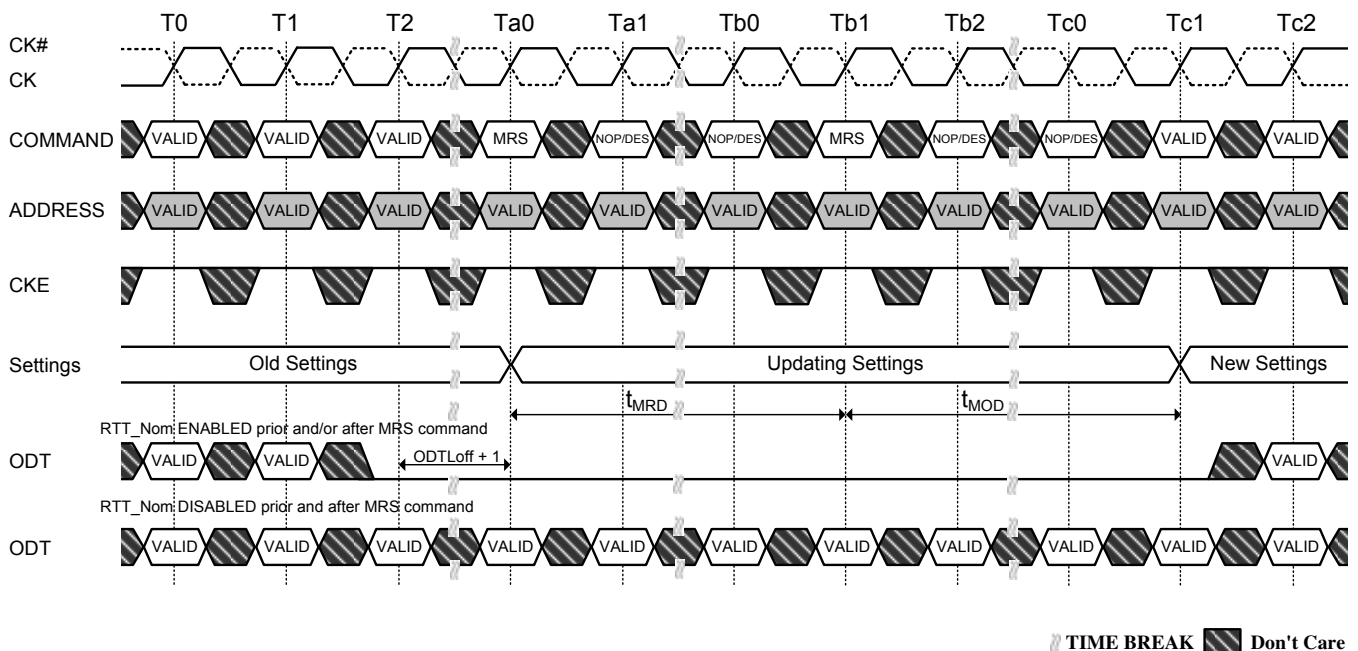 T0 T1 T2 Ta0 Ta1 Tb0 Tb1 Tb2 Tc0 Tc1 Tc2
CK#
CK
COMMAND VALID VALID VALID MRS NOP/DES NOP/DES MRS NOP/DES NOP/DES VALID VALID
ADDRESS VALID VALID VALID VALID VALID VALID VALID VALID VALID VALID VALID
CKE
Settings Old Settings Updating Settings New Settings
tMRD tMOD
RTT_Nom ENABLED prior and/or after MRS command
ODT VALID VALID ODTLoff + 1 VALID
RTT_Nom DISABLED prior and after MRS command
ODT VALID VALID VALID VALID VALID VALID VALID VALID VALID VALID VALID
TIME BREAK Don't Care